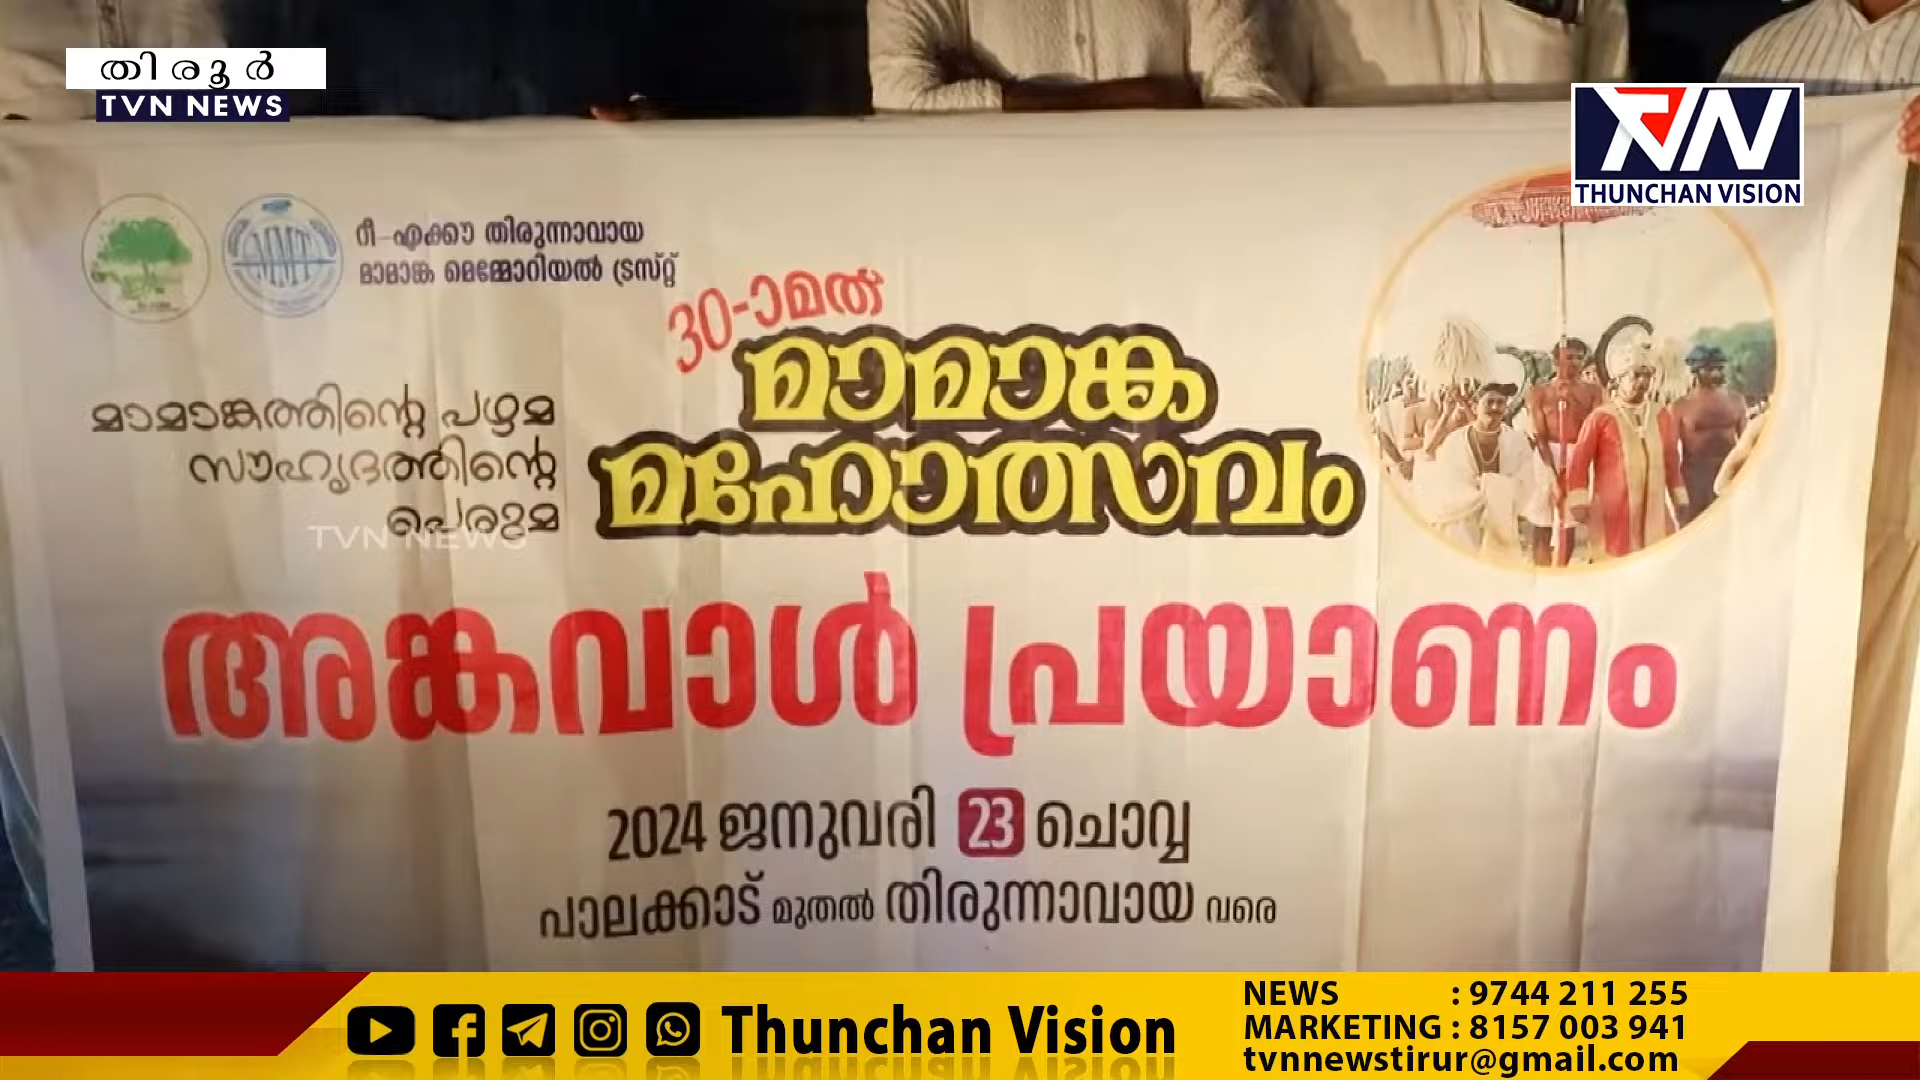 തിരൂർ
TVN NEWS
TVN
THUNCHAN VISION
റീ-എക്കൗ തിരുന്നാവായ
മാമാങ്ക മെമ്മോറിയൽ ട്രസ്റ്റ്
30-ാമത്
മാമാങ്ക
മഹോത്സവം
മാമാങ്കത്തിന്റെ പഴമ
സൗഹൃദത്തിന്റെ
പെരുമ
TVN NEWS
അങ്കവാൾ പ്രയാണം
2024 ജനുവരി 23 ചൊവ്വ
പാലക്കാട് മുതൽ തിരുന്നാവായ വരെ
Thunchan Vision
NEWS : 9744 211 255
MARKETING : 8157 003 941
tvnnewstirur@gmail.com